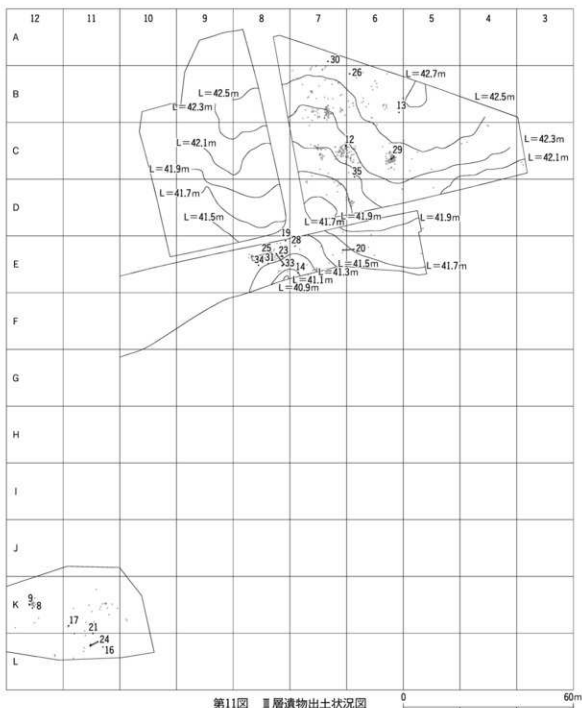 12 11 10 9 8 7 6 5 4 3
A
30
26
L=42.7m
B
L=42.5m
L=42.5m
L=42.3m
13
C
L=42.1m
12
29
L=42.3m
L=42.1m
L=41.9m
35
L=41.7m
D
L=41.5m
L=41.7m
L=41.9m
L=41.9m
19
28
E
25
23
20
34 31 33 14
L=41.5m
L=41.7m
L=41.3m
L=41.1m
L=40.9m
F
G
H
I
J
K
9
8
17
21
24
L
16
第11図 Ⅲ層遺物出土状況図
0 60m